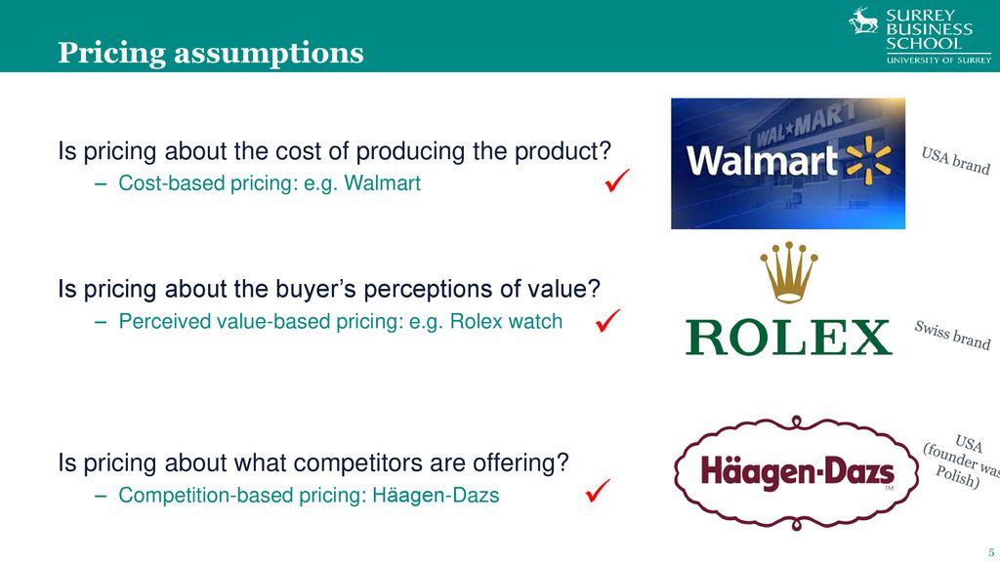 Pricing assumptions
SURREY
BUSINESS
SCHOOL
UNIVERSITY OF SURREY
Is pricing about the cost of producing the product?
– Cost-based pricing: e.g. Walmart
WAL★MART
Walmart
USA brand
Is pricing about the buyer’s perceptions of value?
– Perceived value-based pricing: e.g. Rolex watch
ROLEX
Swiss brand
Is pricing about what competitors are offering?
– Competition-based pricing: Häagen-Dazs
Häagen-Dazs
TM
USA
(founder was
Polish)
5